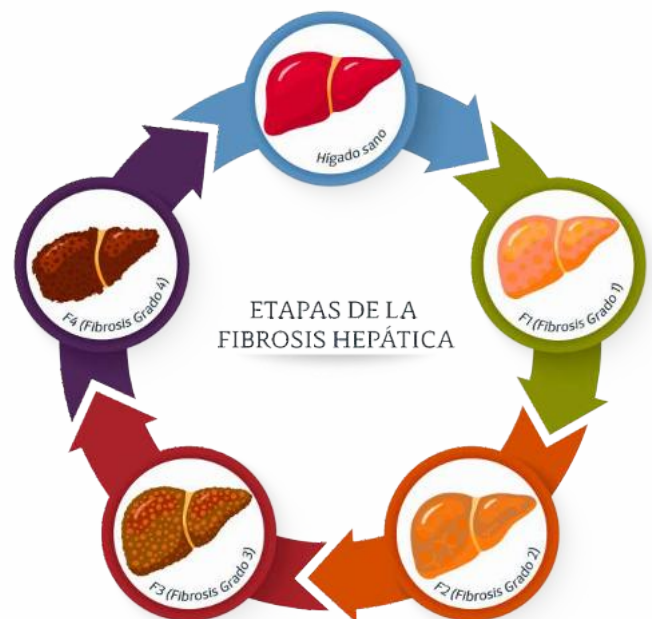 Hígado sano
F1 (Fibrosis Grado 1)
F2 (Fibrosis Grado 2)
F3 (Fibrosis Grado 3)
F4 (Fibrosis Grado 4)
ETAPAS DE LA
FIBROSIS HEPÁTICA